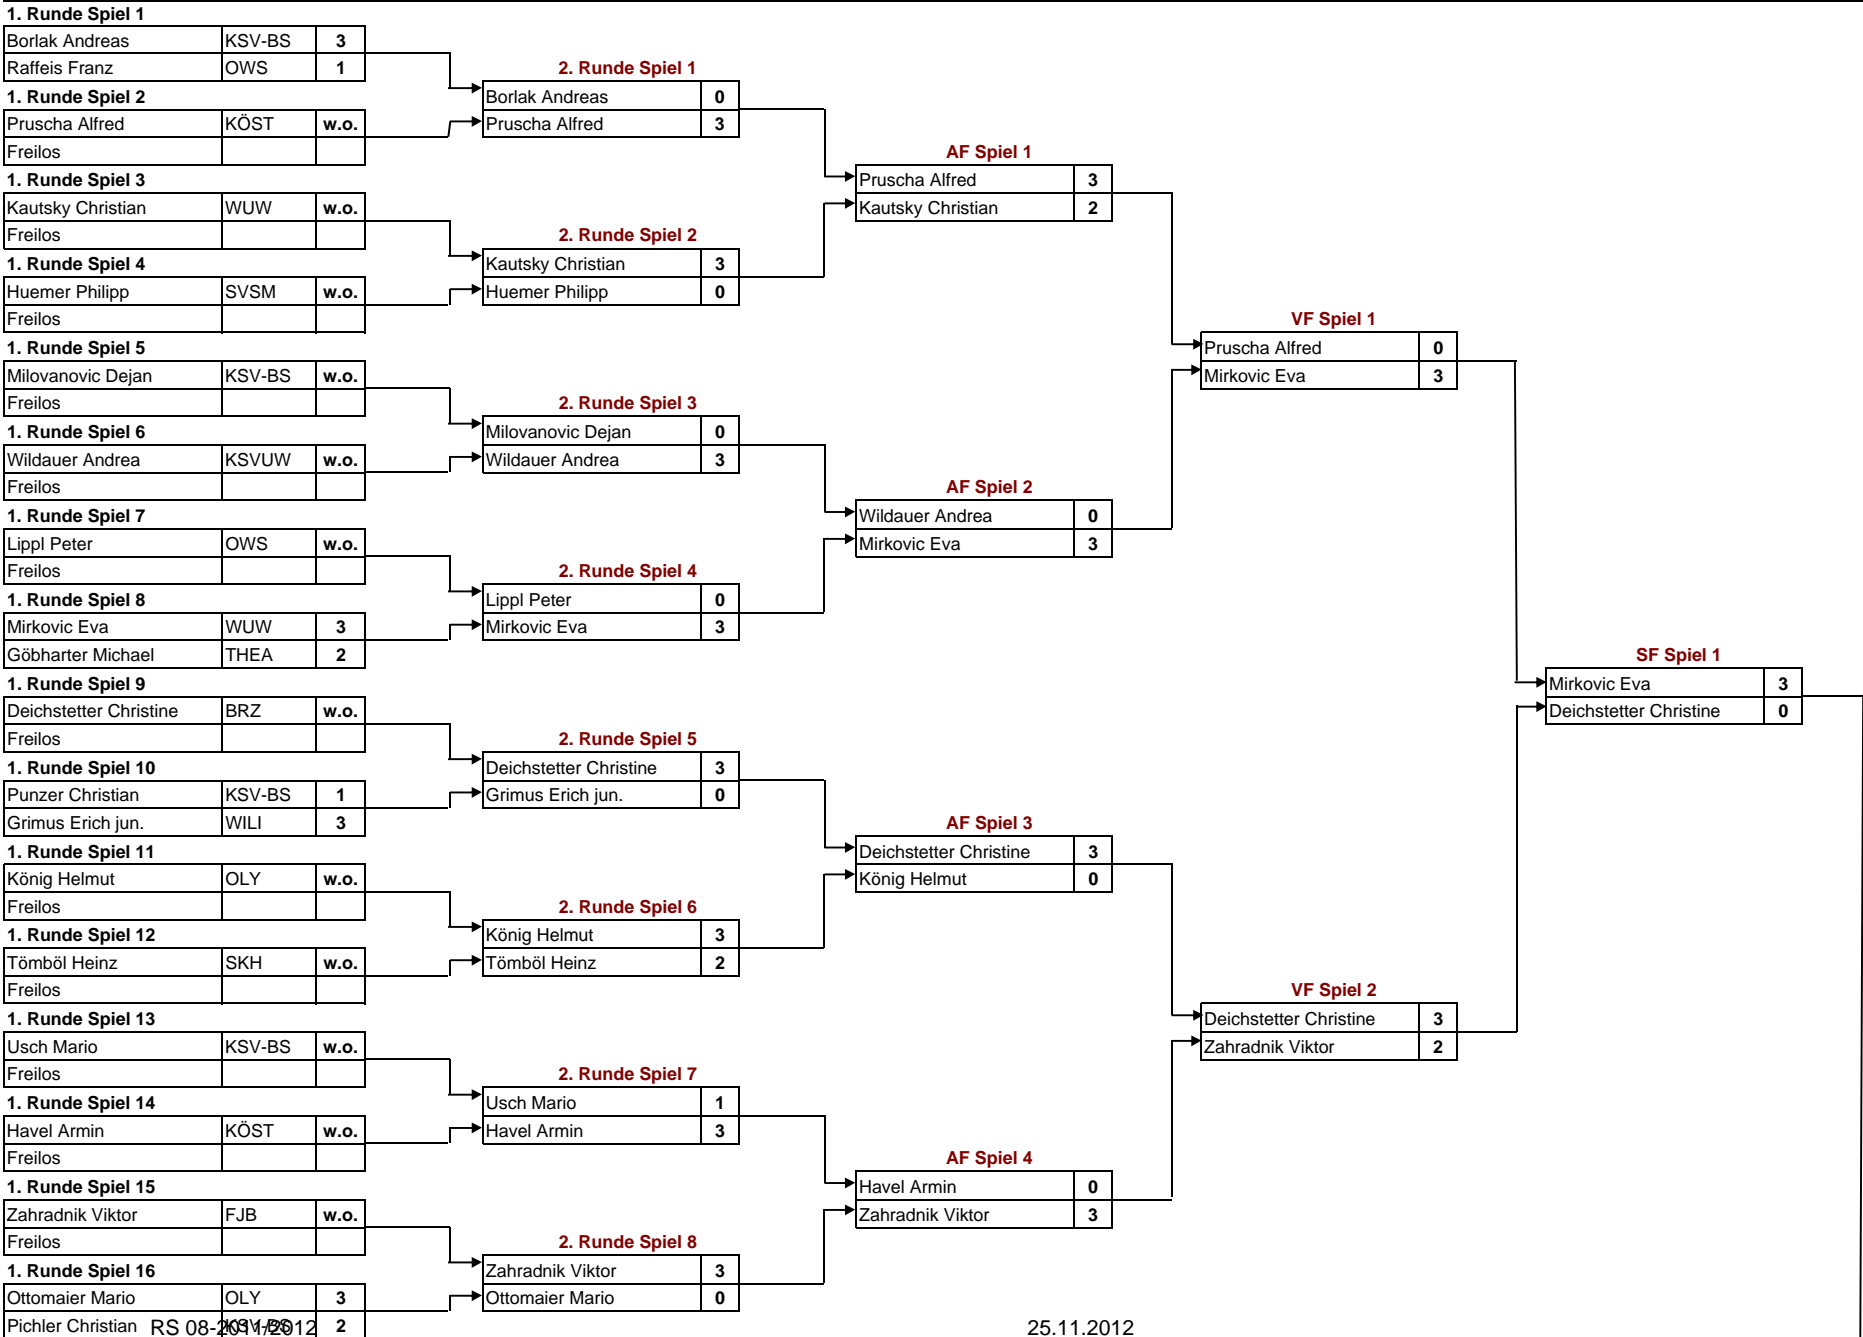 1. Runde Spiel 1
Borlak Andreas KSV-BS 3
Raffeis Franz OWS 1
1. Runde Spiel 2
Pruscha Alfred KÖST w.o.
Freilos
1. Runde Spiel 3
Kautsky Christian WUW w.o.
Freilos
1. Runde Spiel 4
Huemer Philipp SVSM w.o.
Freilos
1. Runde Spiel 5
Milovanovic Dejan KSV-BS w.o.
Freilos
1. Runde Spiel 6
Wildauer Andrea KSVUW w.o.
Freilos
1. Runde Spiel 7
Lippl Peter OWS w.o.
Freilos
1. Runde Spiel 8
Mirkovic Eva WUW 3
Göbharter Michael THEA 2
1. Runde Spiel 9
Deichstetter Christine BRZ w.o.
Freilos
1. Runde Spiel 10
Punzer Christian KSV-BS 1
Grimus Erich jun. WILI 3
1. Runde Spiel 11
König Helmut OLY w.o.
Freilos
1. Runde Spiel 12
Tömböl Heinz SKH w.o.
Freilos
1. Runde Spiel 13
Usch Mario KSV-BS w.o.
Freilos
1. Runde Spiel 14
Havel Armin KÖST w.o.
Freilos
1. Runde Spiel 15
Zahradnik Viktor FJB w.o.
Freilos
1. Runde Spiel 16
Ottomaier Mario OLY 3
Pichler Christian KSV-BS 2
2. Runde Spiel 1
Borlak Andreas 0
Pruscha Alfred 3
2. Runde Spiel 2
Kautsky Christian 3
Huemer Philipp 0
2. Runde Spiel 3
Milovanovic Dejan 0
Wildauer Andrea 3
2. Runde Spiel 4
Lippl Peter 0
Mirkovic Eva 3
2. Runde Spiel 5
Deichstetter Christine 3
Grimus Erich jun. 0
2. Runde Spiel 6
König Helmut 3
Tömböl Heinz 2
2. Runde Spiel 7
Usch Mario 1
Havel Armin 3
2. Runde Spiel 8
Zahradnik Viktor 3
Ottomaier Mario 0
AF Spiel 1
Pruscha Alfred 3
Kautsky Christian 2
AF Spiel 2
Wildauer Andrea 0
Mirkovic Eva 3
AF Spiel 3
Deichstetter Christine 3
König Helmut 0
AF Spiel 4
Havel Armin 0
Zahradnik Viktor 3
VF Spiel 1
Pruscha Alfred 0
Mirkovic Eva 3
VF Spiel 2
Deichstetter Christine 3
Zahradnik Viktor 2
SF Spiel 1
Mirkovic Eva 3
Deichstetter Christine 0
RS 08-2011/2012
25.11.2012